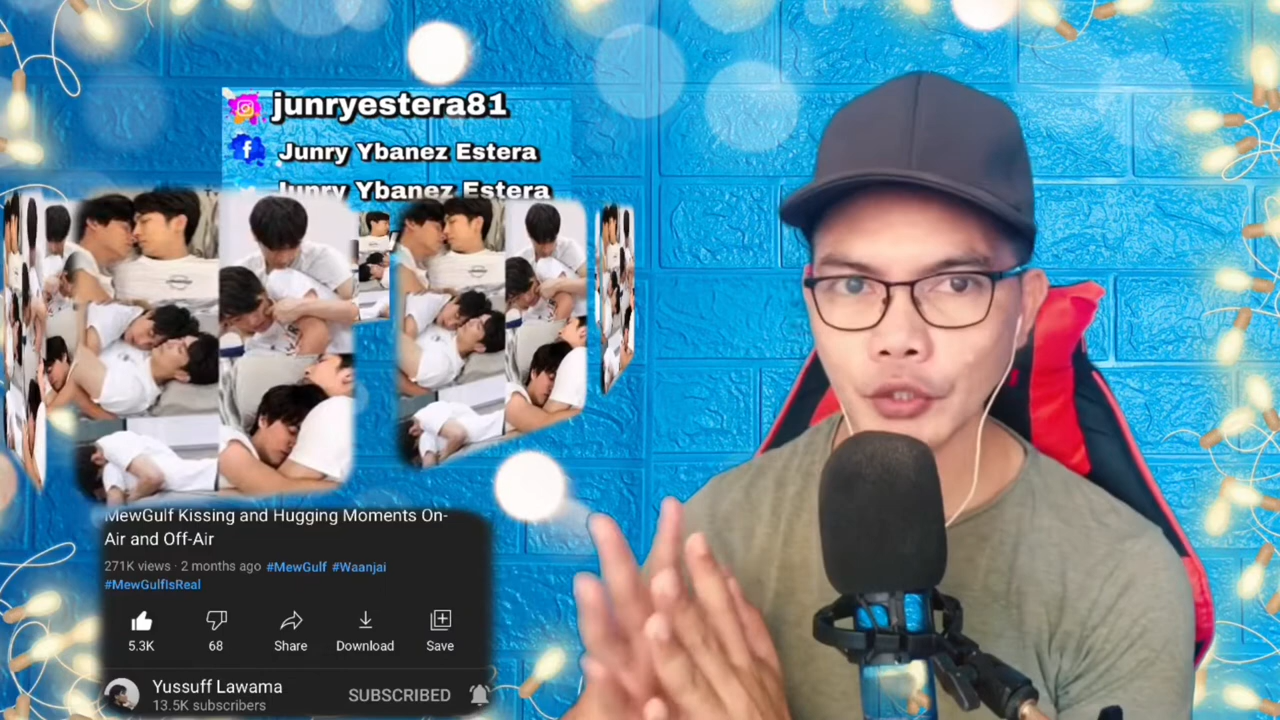 junryestera81
Junry Ybanez Estera
Junry Ybanez Estera
MewGulf Kissing and Hugging Moments On-
Air and Off-Air
271K views · 2 months ago #MewGulf #Waanjai
#MewGulfIsReal
5.3K 68 Share Download Save
Yussuff Lawama SUBSCRIBED
13.5K subscribers